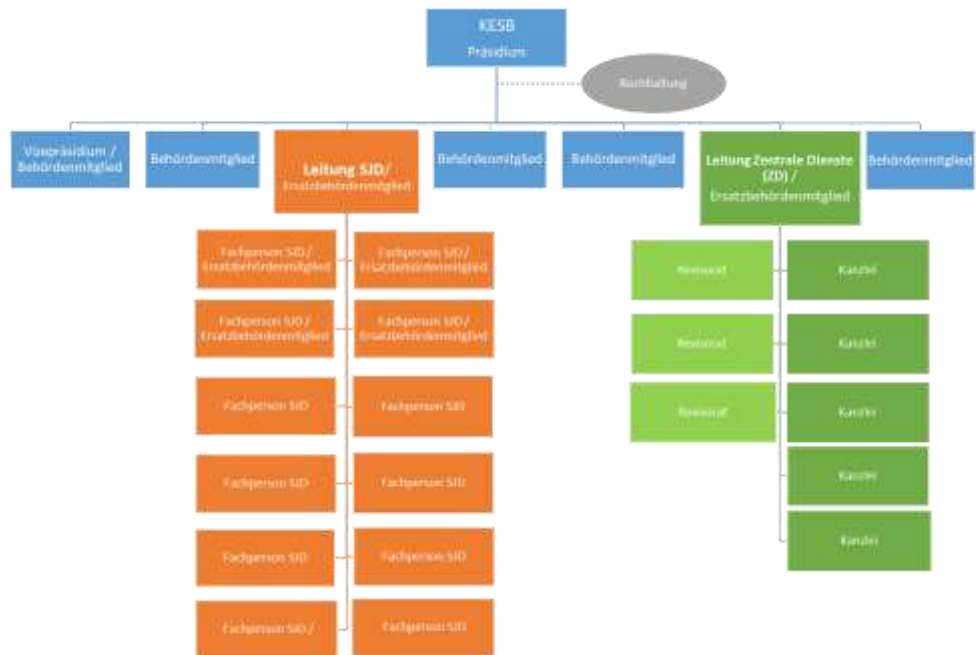 KESB
Präsidium
Buchhaltung
Vizepräsidium /
Behördenmitglied
Behördenmitglied
Leitung SJD/
Ersatzbehördenmitglied
Behördenmitglied
Behördenmitglied
Leitung Zentrale Dienste
(ZD) /
Ersatzbehördenmitglied
Behördenmitglied
Fachperson SJD /
Ersatzbehördenmitglied
Fachperson SJD /
Ersatzbehördenmitglied
Revisorat
Kanzlei
Fachperson SJD /
Ersatzbehördenmitglied
Fachperson SJD /
Ersatzbehördenmitglied
Revisorat
Kanzlei
Fachperson SJD
Fachperson SJD
Revisorat
Kanzlei
Fachperson SJD
Fachperson SJD
Kanzlei
Fachperson SJD
Fachperson SJD
Kanzlei
Fachperson SJD /
Fachperson SJD